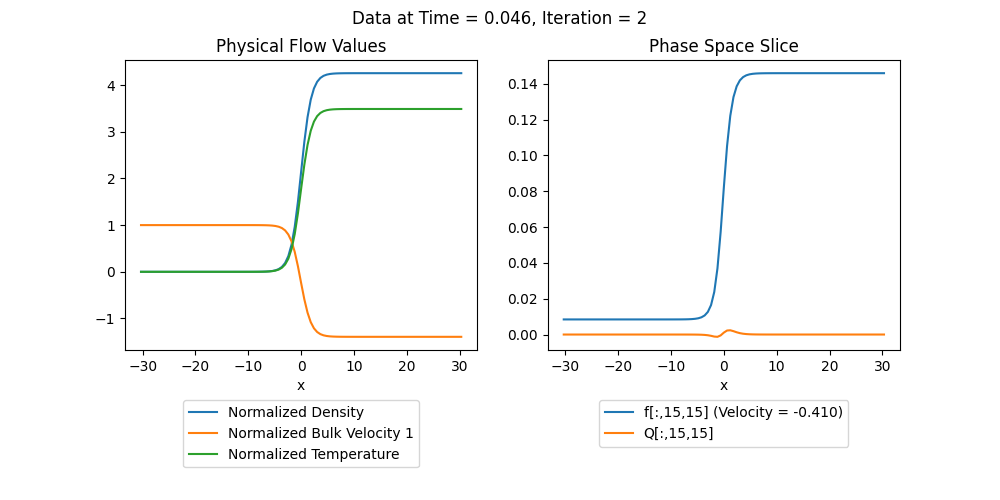 Data at Time = 0.046, Iteration = 2
Physical Flow Values
4
3
2
1
0
−1
−30
−20
−10
0
10
20
30
x
Normalized Density
Normalized Bulk Velocity 1
Normalized Temperature
Phase Space Slice
0.14
0.12
0.10
0.08
0.06
0.04
0.02
0.00
−30
−20
−10
0
10
20
30
x
f[:,15,15] (Velocity = -0.410)
Q[:,15,15]